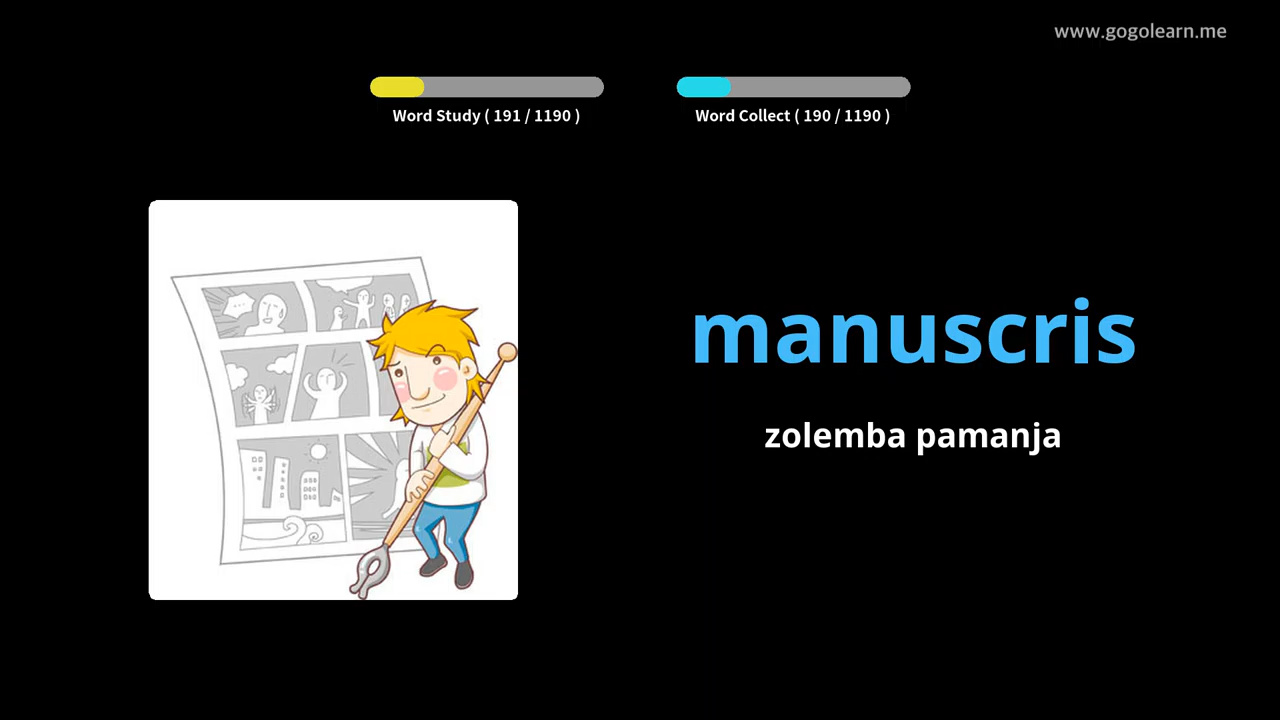 www.gogolearn.me
Word Study ( 191 / 1190 )
Word Collect ( 190 / 1190 )
manuscris
zolemba pamanja